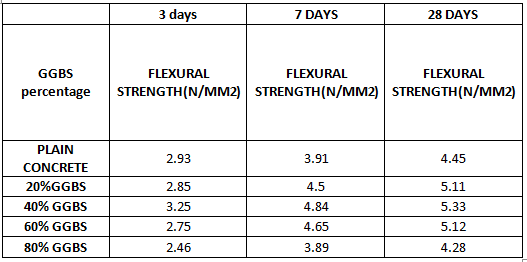 3 days 7 DAYS 28 DAYS
GGBS percentage FLEXURAL STRENGTH(N/MM2) FLEXURAL STRENGTH(N/MM2) FLEXURAL STRENGTH(N/MM2)
PLAIN CONCRETE 2.93 3.91 4.45
20%GGBS 2.85 4.5 5.11
40% GGBS 3.25 4.84 5.33
60% GGBS 2.75 4.65 5.12
80% GGBS 2.46 3.89 4.28